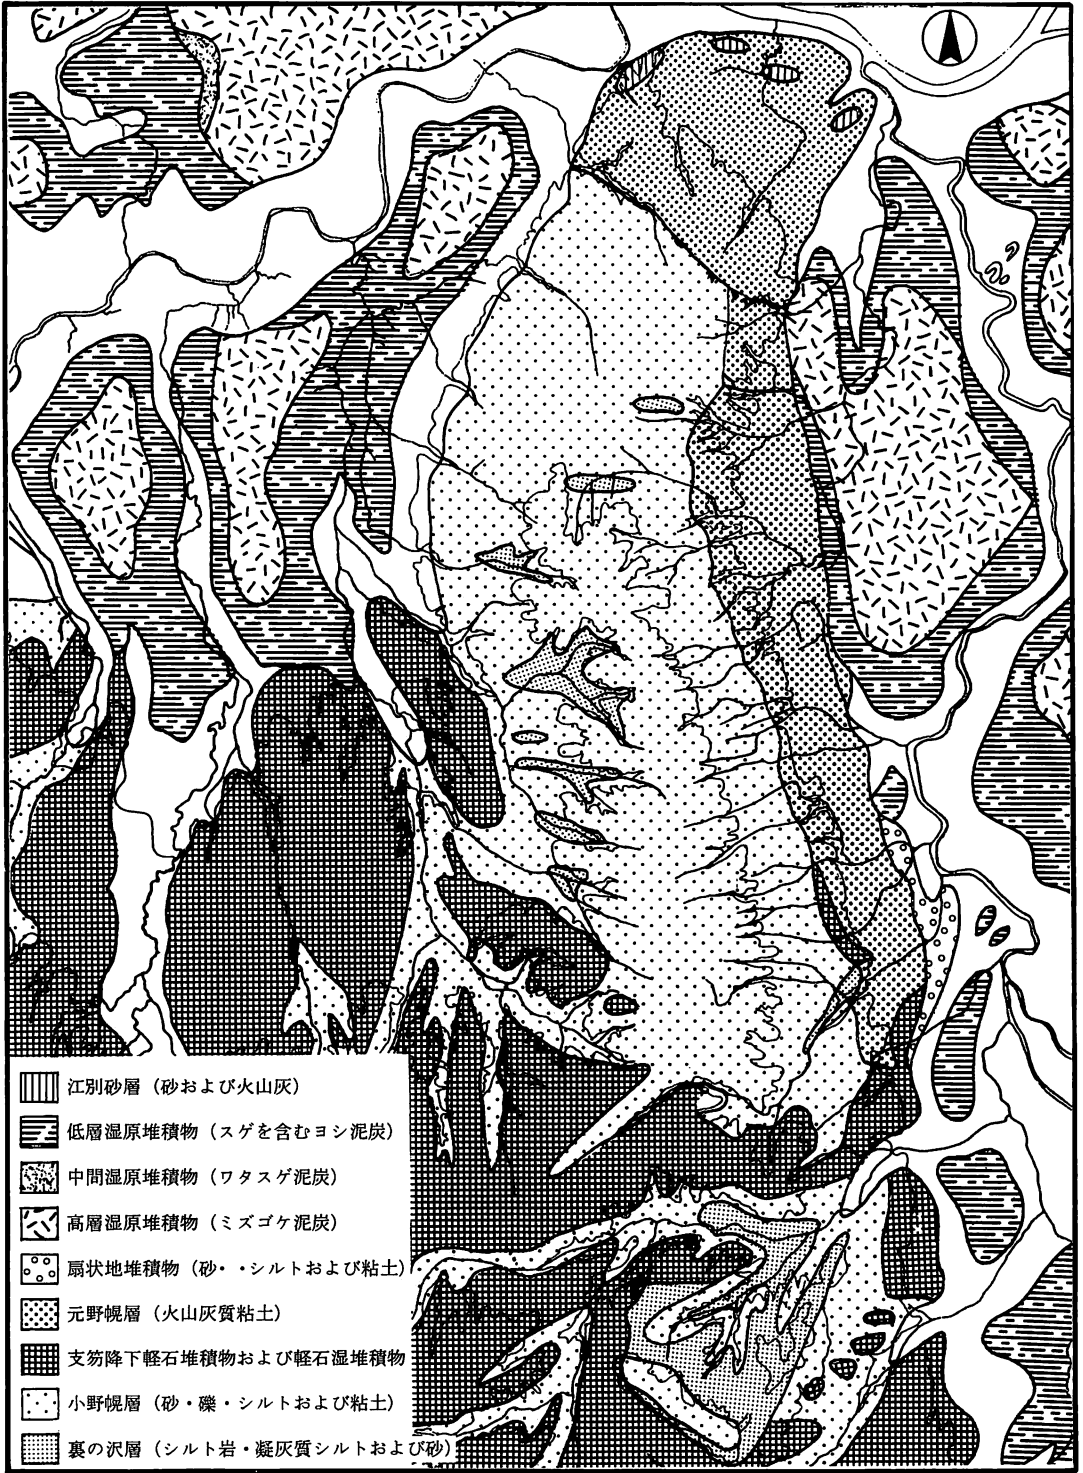 江別砂層（砂および火山灰）
低層湿原堆積物（スゲを含むヨシ泥炭）
中間湿原堆積物（ワタスゲ泥炭）
高層湿原堆積物（ミズゴケ泥炭）
扇状地堆積物（砂・・シルトおよび粘土）
元野幌層（火山灰質粘土）
支笏降下軽石堆積物および軽石湿堆積物
小野幌層（砂・礫・シルトおよび粘土）
裏の沢層（シルト岩・凝灰質シルトおよび砂）